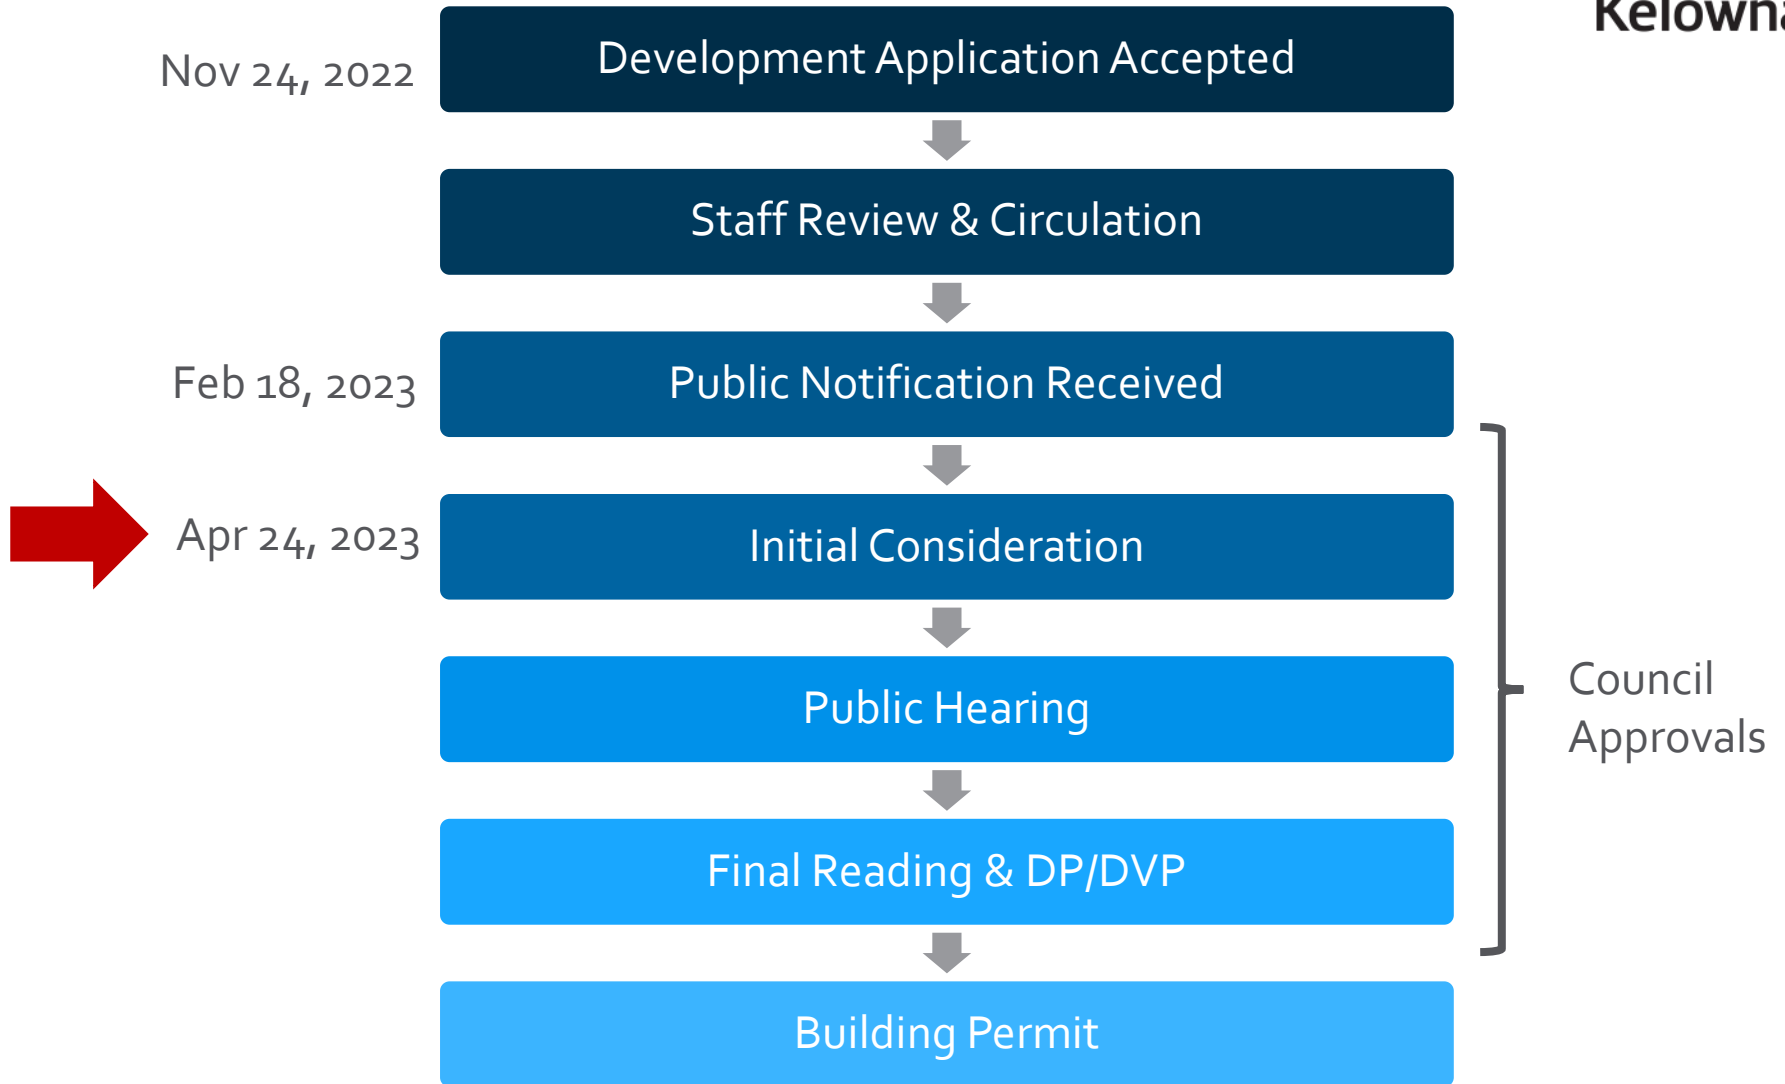 Kelowna
Nov 24, 2022
Development Application Accepted
Staff Review & Circulation
Feb 18, 2023
Public Notification Received
Apr 24, 2023
Initial Consideration
Public Hearing
Council
Approvals
Final Reading & DP/DVP
Building Permit